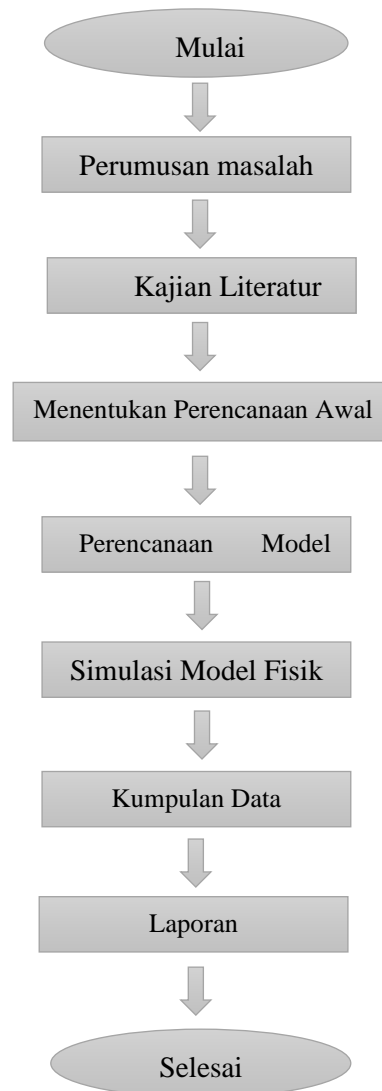 Mulai
Perumusan masalah
Kajian Literatur
Menentukan Perencanaan Awal
Perencanaan Model
Simulasi Model Fisik
Kumpulan Data
Laporan
Selesai